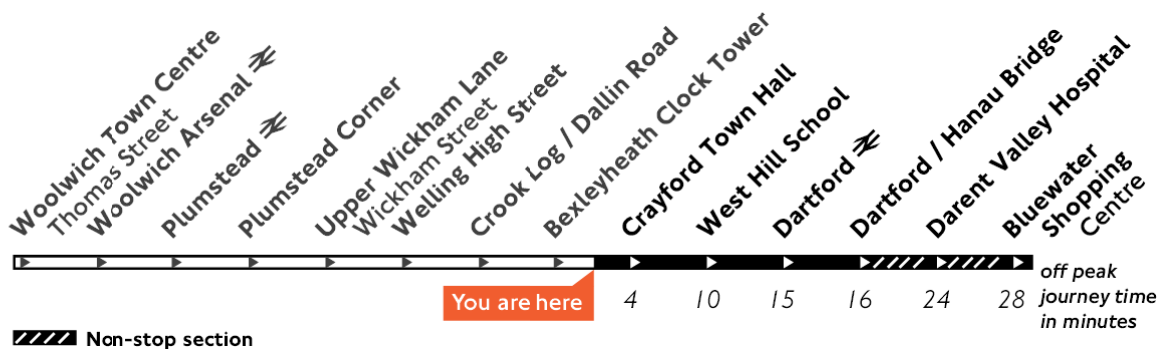 Woolwich Town Centre
Thomas Street
Woolwich Arsenal
Plumstead
Plumstead Corner
Upper Wickham Lane
Wickham Street
Welling High Street
Crook Log / Dallin Road
Bexleyheath Clock Tower
Crayford Town Hall
West Hill School
Dartford
Dartford / Hanau Bridge
Darent Valley Hospital
Bluewater
Shopping
Centre
You are here
4 10 15 16 24 28
off peak
journey time
in minutes
Non-stop section